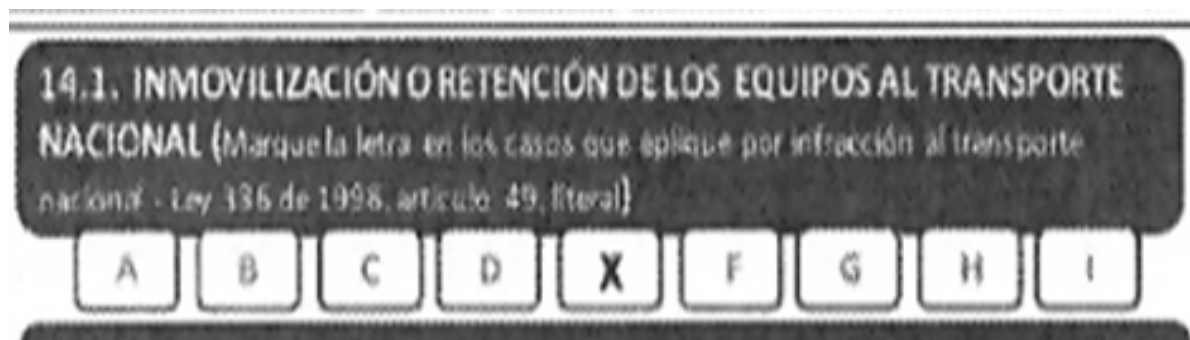 14.1. INMOVILIZACIÓN O RETENCIÓN DE LOS EQUIPOS AL TRANSPORTE
NACIONAL (Marque la letra en los casos que aplique por infracción al transporte
nacional - Ley 336 de 1998, artículo 49, literal)
A B C D X F G H I